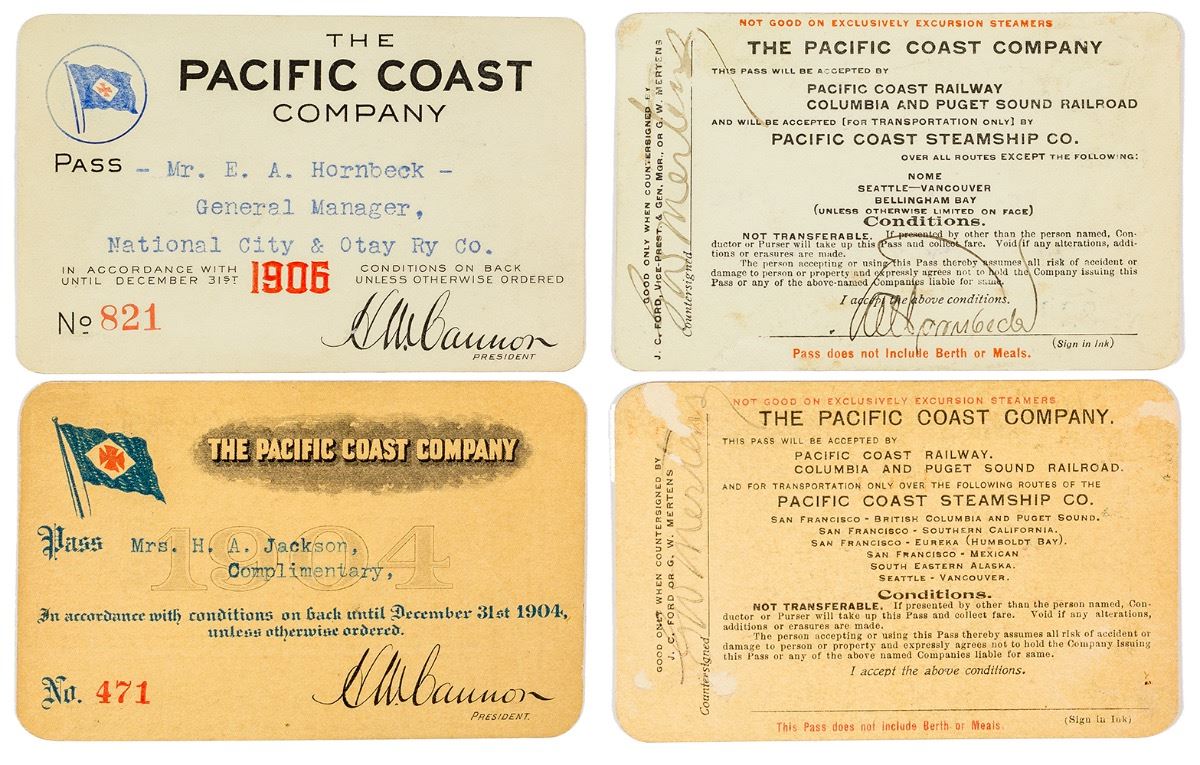 THE
PACIFIC COAST
COMPANY
PASS - Mr. E. A. Hornbeck -
General Manager,
National City & Otay Ry Co.
IN ACCORDANCE WITH 1906 CONDITIONS ON BACK
UNTIL DECEMBER 31ST UNLESS OTHERWISE ORDERED
No 821
H.W. Cannon
PRESIDENT
NOT GOOD ON EXCLUSIVELY EXCURSION STEAMERS
THE PACIFIC COAST COMPANY
THIS PASS WILL BE ACCEPTED BY
PACIFIC COAST RAILWAY
COLUMBIA AND PUGET SOUND RAILROAD
AND WILL BE ACCEPTED [FOR TRANSPORTATION ONLY] BY
PACIFIC COAST STEAMSHIP CO.
OVER ALL ROUTES EXCEPT THE FOLLOWING:
NOME
SEATTLE—VANCOUVER
BELLINGHAM BAY
(UNLESS OTHERWISE LIMITED ON FACE)
Conditions.
NOT TRANSFERABLE. If presented by other than the person named, Con-
ductor or Purser will take up this Pass and collect fare. Void if any alterations, addi-
tions or erasures are made.
The person accepting or using this Pass thereby assumes all risk of accident or
damage to person or property and expressly agrees not to hold the Company issuing this
Pass or any of the above-named Companies liable for same.
I accept the above conditions.
EA Hornbeck
(Sign in Ink)
Pass does not Include Berth or Meals.
GOOD ONLY WHEN COUNTERSIGNED BY
J. C. FORD, VICE-PREST. & GEN. MGR., OR G. W. MERTENS
Countersigned
G W Mertens
THE PACIFIC COAST COMPANY
1904
Pass Mrs. H. A. Jackson,
Complimentary,
In accordance with conditions on back until December 31st 1904,
unless otherwise ordered.
No. 471
H.W. Cannon
PRESIDENT.
NOT GOOD ON EXCLUSIVELY EXCURSION STEAMERS
THE PACIFIC COAST COMPANY.
THIS PASS WILL BE ACCEPTED BY
PACIFIC COAST RAILWAY.
COLUMBIA AND PUGET SOUND RAILROAD.
AND FOR TRANSPORTATION ONLY OVER THE FOLLOWING ROUTES OF THE
PACIFIC COAST STEAMSHIP CO.
SAN FRANCISCO - BRITISH COLUMBIA AND PUGET SOUND.
SAN FRANCISCO - SOUTHERN CALIFORNIA.
SAN FRANCISCO - EUREKA (HUMBOLDT BAY).
SAN FRANCISCO - MEXICAN
SOUTH EASTERN ALASKA.
SEATTLE - VANCOUVER.
Conditions.
NOT TRANSFERABLE. If presented by other than the person named, Con-
ductor or Purser will take up this Pass and collect fare. Void if any alterations,
additions or erasures are made.
The person accepting or using this Pass thereby assumes all risk of accident or
damage to person or property and expressly agrees not to hold the Company issuing
this Pass or any of the above named Companies liable for same.
I accept the above conditions.
(Sign in Ink)
This Pass does not Include Berth or Meals.
GOOD ONLY WHEN COUNTERSIGNED BY
J. C. FORD OR G. W. MERTENS
Countersigned
G W Mertens